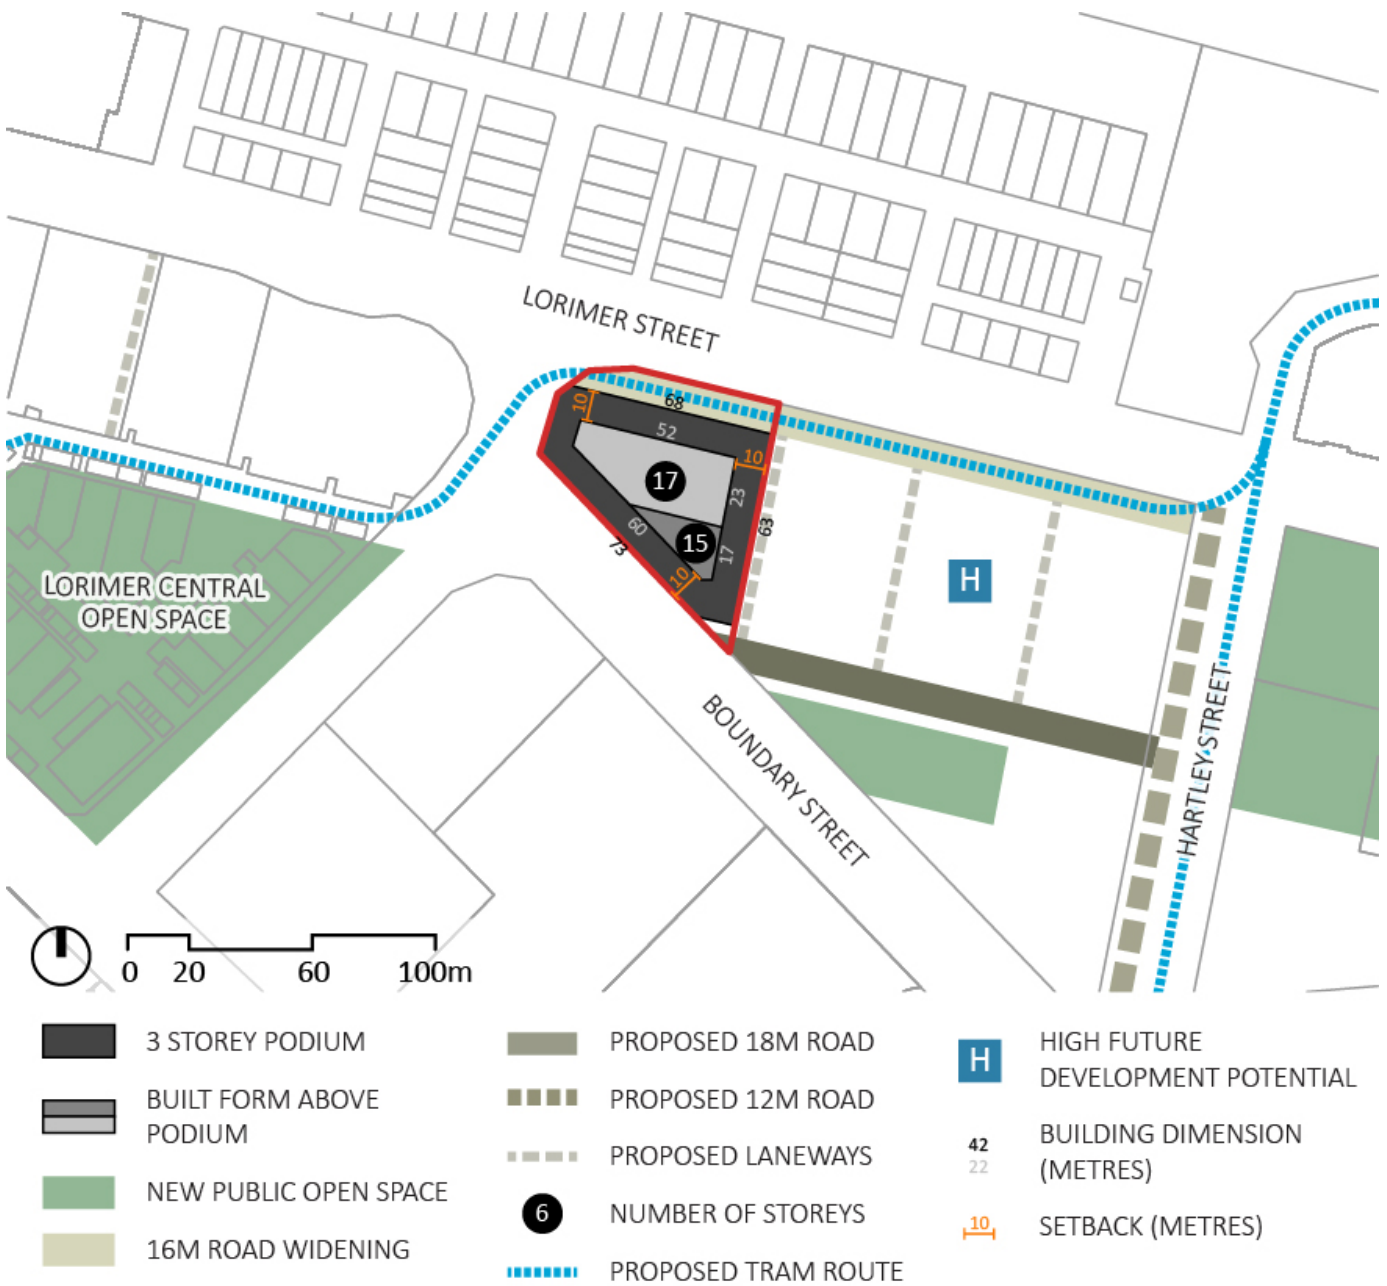 LORIMER STREET
10
68
52
10
17
23
63
60
15
17
73
10
H
LORIMER CENTRAL
OPEN SPACE
BOUNDARY STREET
HARTLEY STREET
0 20 60 100m
3 STOREY PODIUM
BUILT FORM ABOVE
PODIUM
NEW PUBLIC OPEN SPACE
16M ROAD WIDENING
PROPOSED 18M ROAD
PROPOSED 12M ROAD
PROPOSED LANEWAYS
6 NUMBER OF STOREYS
PROPOSED TRAM ROUTE
H HIGH FUTURE
DEVELOPMENT POTENTIAL
42 BUILDING DIMENSION
22 (METRES)
10 SETBACK (METRES)